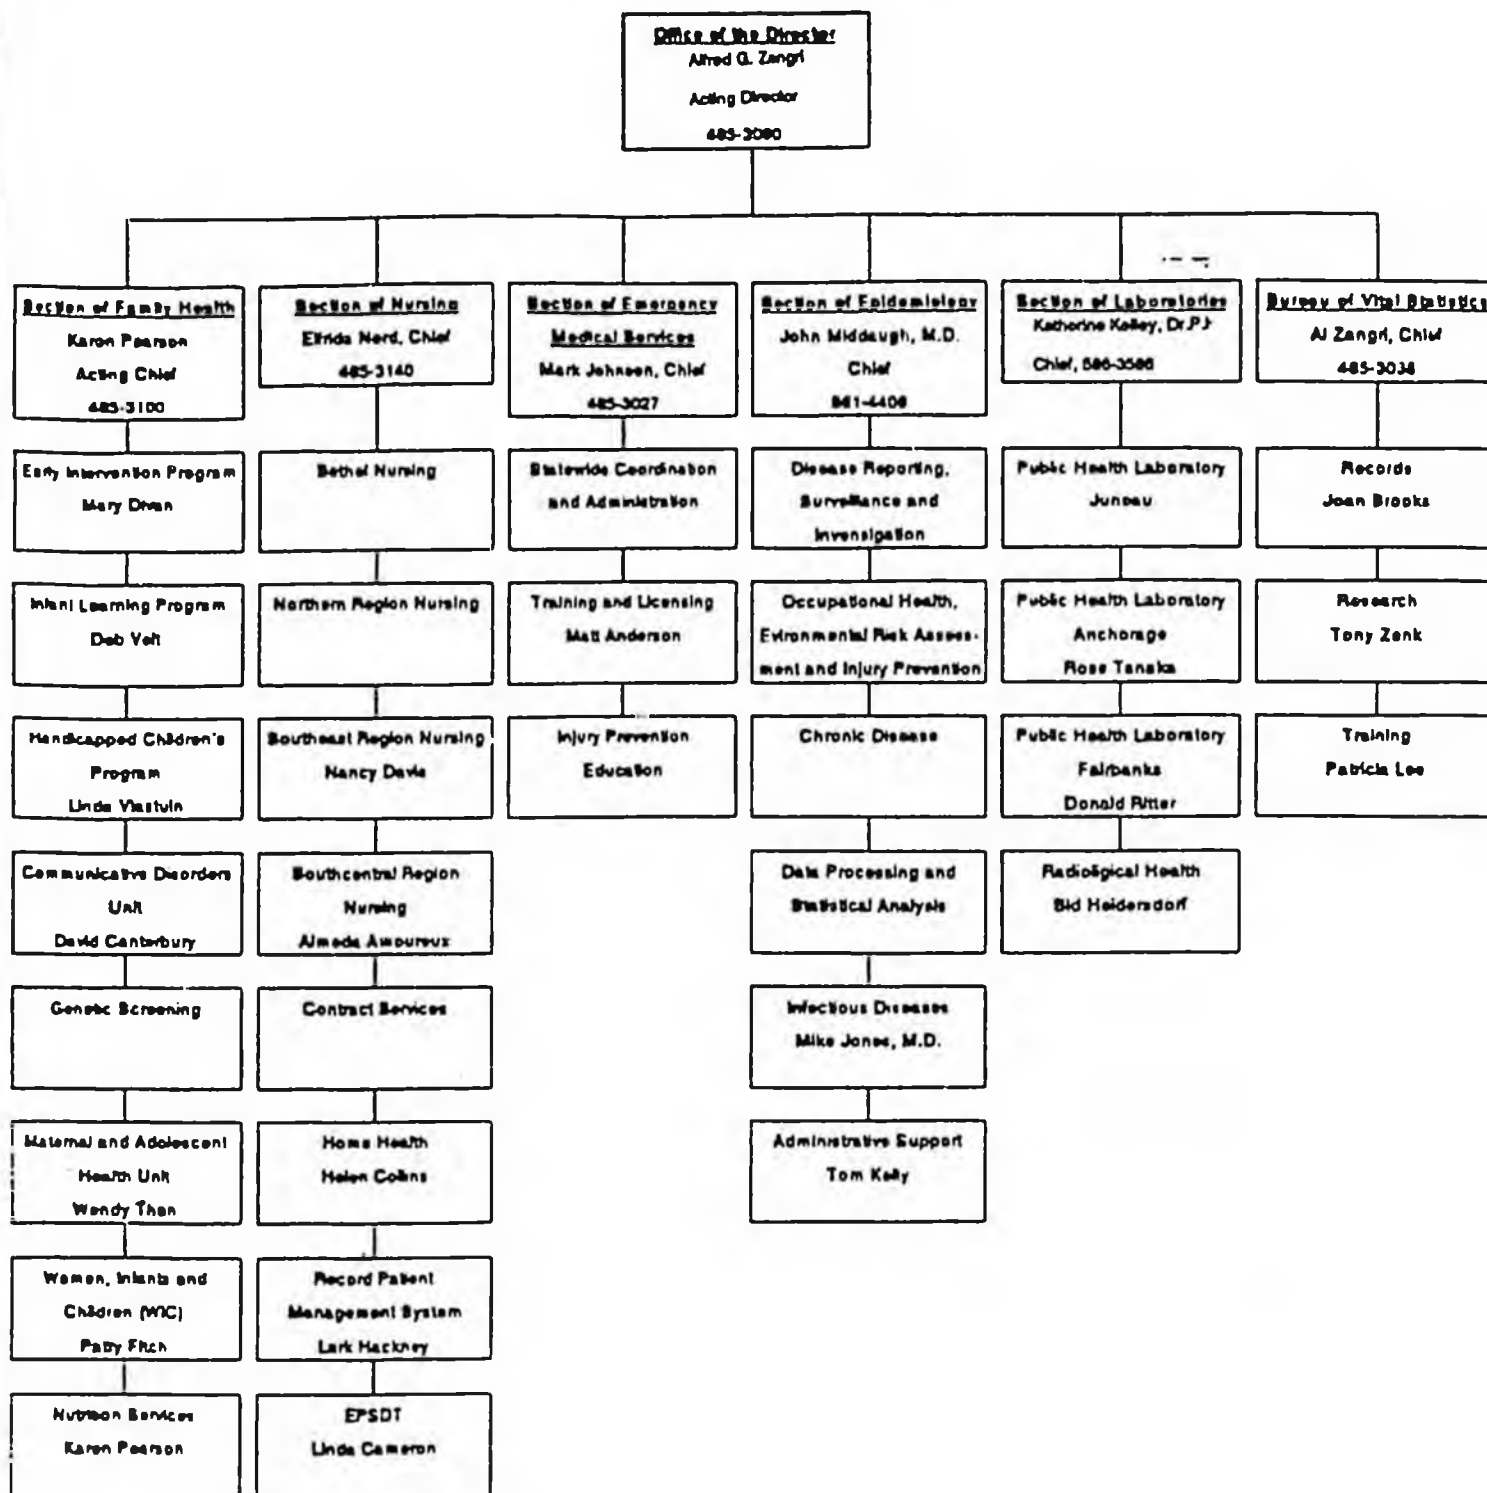 Office of the Director
Alfred G. Zangri
Acting Director
465-3090
Section of Family Health
Karen Pearson
Acting Chief
465-3100
Early Intervention Program
Mary Divan
Infant Learning Program
Deb Veit
Handicapped Children's
Program
Linda Vlastuin
Communicative Disorders
Unit
David Canterbury
Genetic Screening
Maternal and Adolescent
Health Unit
Wendy Thon
Women, Infants and
Children (WIC)
Patty Fitch
Nutrition Services
Karen Pearson
Section of Nursing
Elfrida Nord, Chief
465-3140
Bethel Nursing
Northern Region Nursing
Southeast Region Nursing
Nancy Davis
Southcentral Region
Nursing
Almeda Amoureux
Contract Services
Home Health
Helen Collins
Record Patient
Management System
Lark Hackney
EPSDT
Linda Cameron
Section of Emergency
Medical Services
Mark Johnson, Chief
465-3027
Statewide Coordination
and Administration
Training and Licensing
Matt Anderson
Injury Prevention
Education
Section of Epidemiology
John Middaugh, M.D.
Chief
561-4406
Disease Reporting,
Surveillance and
Invensigation
Occupational Health,
Evironmental Risk Assess-
ment and Injury Prevention
Chronic Disease
Data Processing and
Statistical Analysis
Infectious Diseases
Mike Jones, M.D.
Administrative Support
Tom Kelly
Section of Laboratories
Katherine Kelley, Dr.P.H
Chief, 586-3586
Public Health Laboratory
Juneau
Public Health Laboratory
Anchorage
Rose Tanaka
Public Health Laboratory
Fairbanks
Donald Ritter
Radioligical Health
Sid Heidersdorf
Bureau of Vital Statistics
Al Zangri, Chief
465-3038
Records
Joan Brooks
Research
Tony Zenk
Training
Patricia Lee